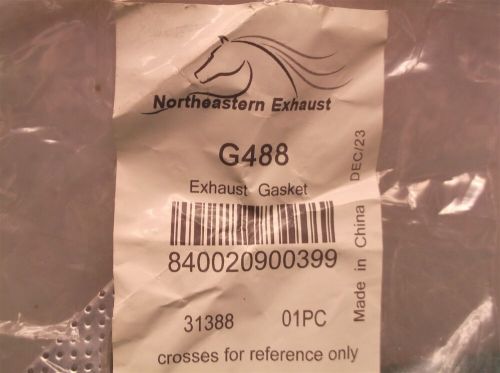 Northeastern Exhaust
G488
Exhaust Gasket
840020900399
31388 01PC
crosses for reference only
Made in China DEC/23